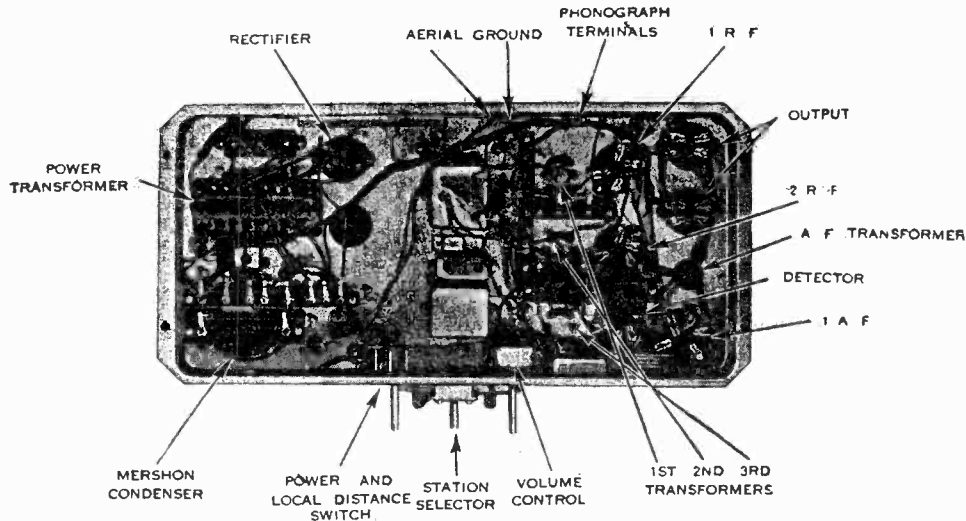 PHONOGRAPH
&
TERMINALS
RECTIFIER
AERIAL GROUND
1 R F
OUTPUT
POWER
TRANSFORMER
2 R F
A F TRANSFORMER
DETECTOR
1 A F
MERSHON
CONDENSER
POWER AND
LOCAL DISTANCE
SWITCH
STATION
SELECTOR
VOLUME
CONTROL
1ST 2ND 3RD
TRANSFORMERS